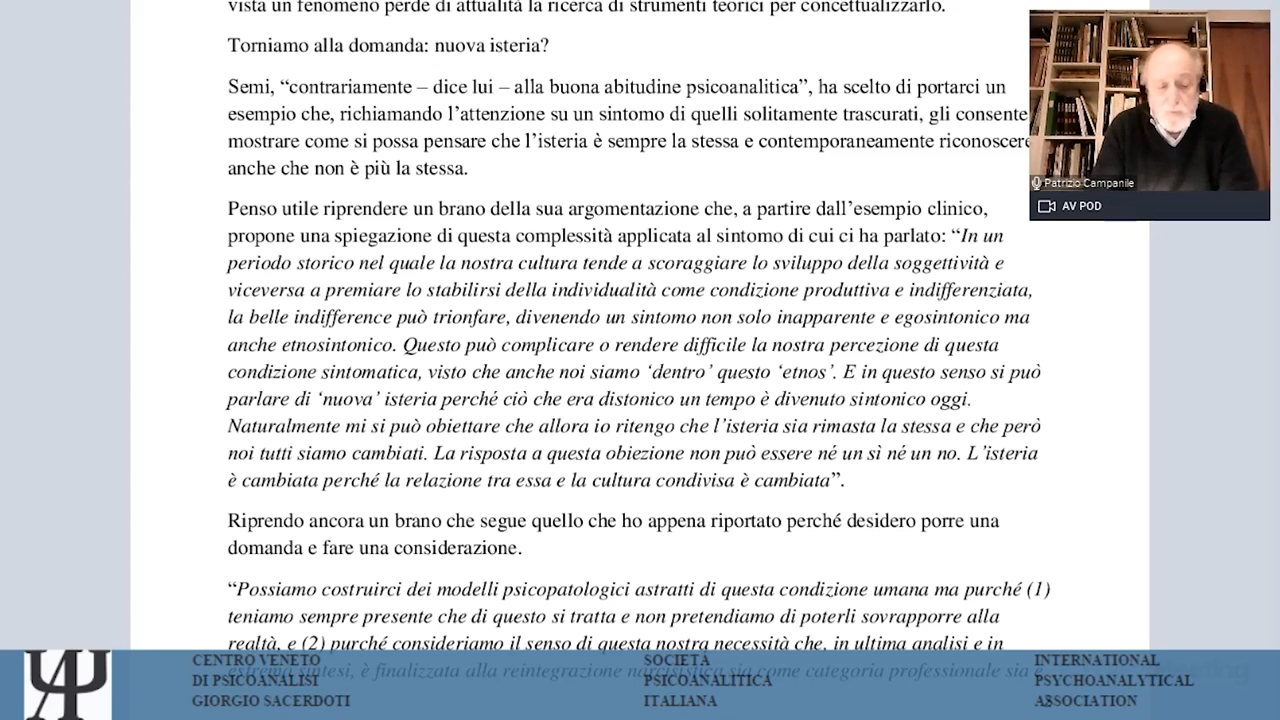 vista un fenomeno perde di attualità la ricerca di strumenti teorici per concettualizzarlo.
Torniamo alla domanda: nuova isteria?
Semi, “contrariamente – dice lui – alla buona abitudine psicoanalitica”, ha scelto di portarci un
esempio che, richiamando l’attenzione su un sintomo di quelli solitamente trascurati, gli consente
mostrare come si possa pensare che l’isteria è sempre la stessa e contemporaneamente riconoscere
anche che non è più la stessa.
Penso utile riprendere un brano della sua argomentazione che, a partire dall’esempio clinico,
propone una spiegazione di questa complessità applicata al sintomo di cui ci ha parlato: “In un
periodo storico nel quale la nostra cultura tende a scoraggiare lo sviluppo della soggettività e
viceversa a premiare lo stabilirsi della individualità come condizione produttiva e indifferenziata,
la belle indifference può trionfare, divenendo un sintomo non solo inapparente e egosintonico ma
anche etnosintonico. Questo può complicare o rendere difficile la nostra percezione di questa
condizione sintomatica, visto che anche noi siamo ‘dentro’ questo ‘etnos’. E in questo senso si può
parlare di ‘nuova’ isteria perché ciò che era distonico un tempo è divenuto sintonico oggi.
Naturalmente mi si può obiettare che allora io ritengo che l’isteria sia rimasta la stessa e che però
noi tutti siamo cambiati. La risposta a questa obiezione non può essere né un sì né un no. L’isteria
è cambiata perché la relazione tra essa e la cultura condivisa è cambiata”.
Riprendo ancora un brano che segue quello che ho appena riportato perché desidero porre una
domanda e fare una considerazione.
“Possiamo costruirci dei modelli psicopatologici astratti di questa condizione umana ma purché (1)
teniamo sempre presente che di questo si tratta e non pretendiamo di poterli sovrapporre alla
realtà, e (2) purché consideriamo il senso di questa nostra necessità che, in ultima analisi e in
estrema sintesi, è finalizzata alla reintegrazione narcisistica sia come categoria professionale sia
Patrizio Campanile
AV POD
CENTRO VENETO
DI PSICOANALISI
GIORGIO SACERDOTI
SOCIETÀ
PSICOANALITICA
ITALIANA
INTERNATIONAL
PSYCHOANALYTICAL
ASSOCIATION